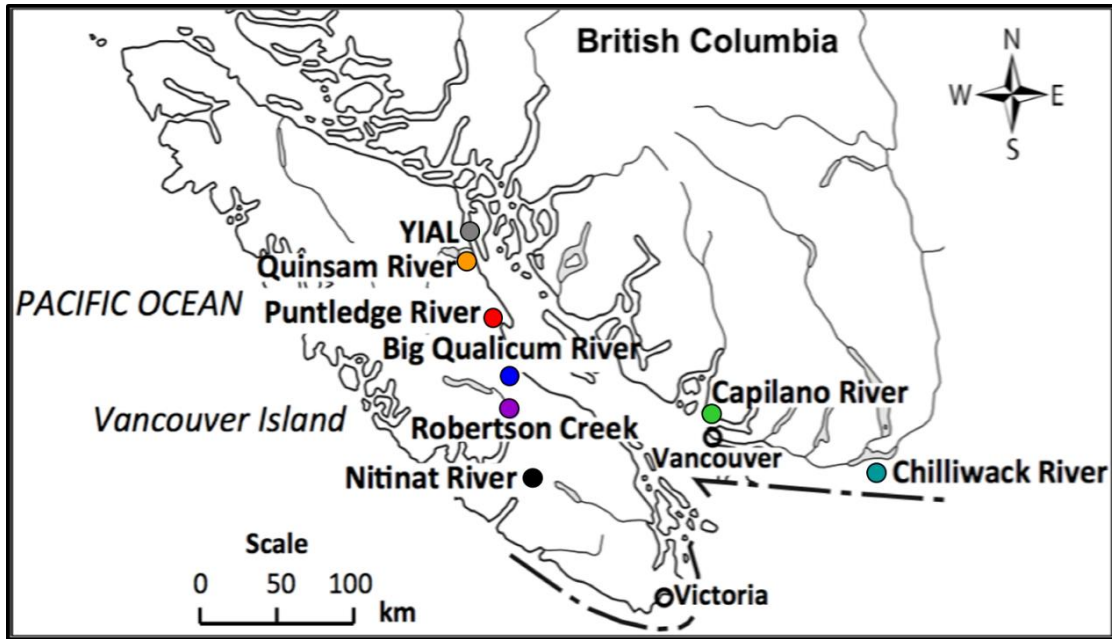 British Columbia
N
W E
S
YIAL
Quinsam River
PACIFIC OCEAN
Puntledge River
Big Qualicum River
Capilano River
Vancouver Island
Robertson Creek
Vancouver
Nitinat River
Chilliwack River
Scale
0 50 100
km
Victoria